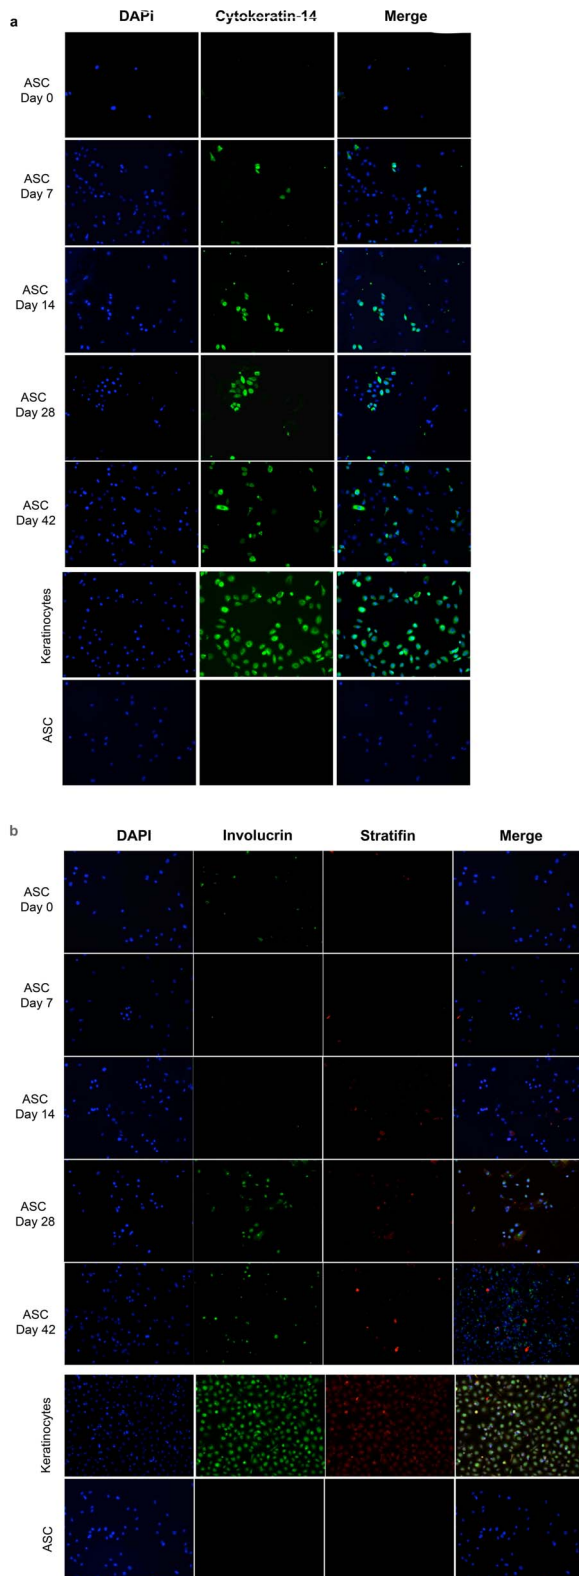 a
DAPi Cytokeratin-14 Merge
ASC
Day 0
ASC
Day 7
ASC
Day 14
ASC
Day 28
ASC
Day 42
Keratinocytes
ASC
b
DAPI Involucrin Stratifin Merge
ASC
Day 0
ASC
Day 7
ASC
Day 14
ASC
Day 28
ASC
Day 42
Keratinocytes
ASC